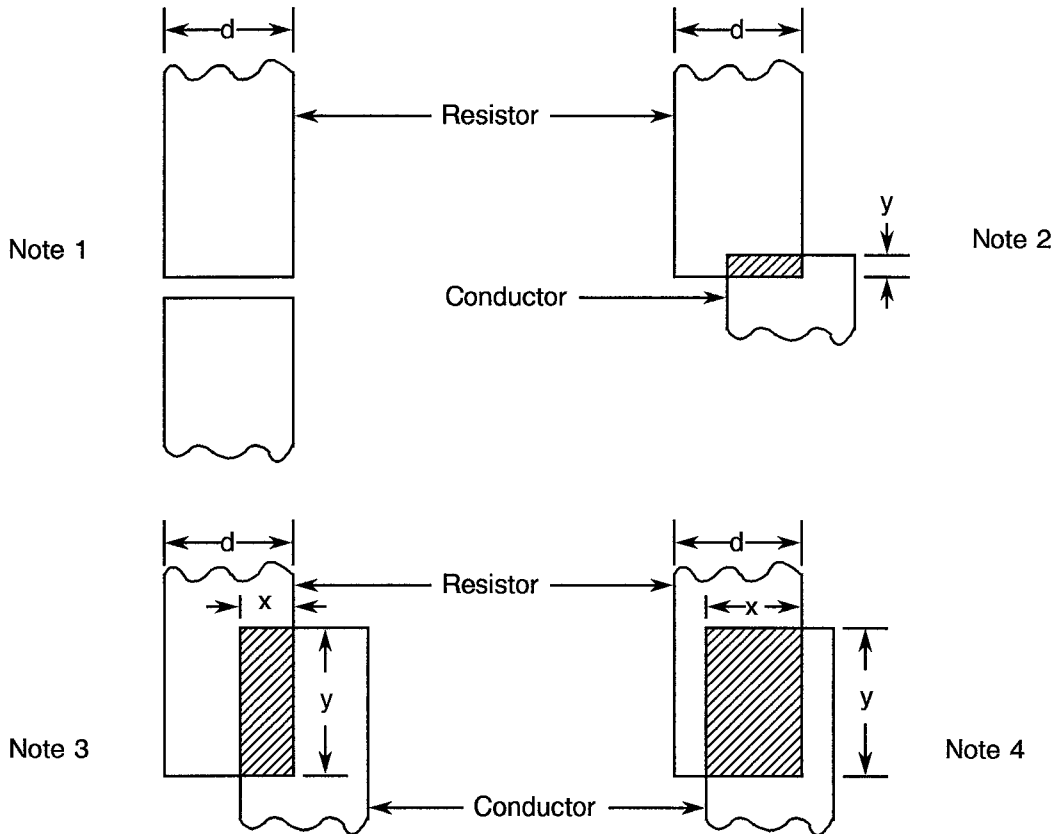 d
d
Resistor
y
Note 1
Note 2
Conductor
d
d
Resistor
x
x
y
y
Note 3
Note 4
Conductor